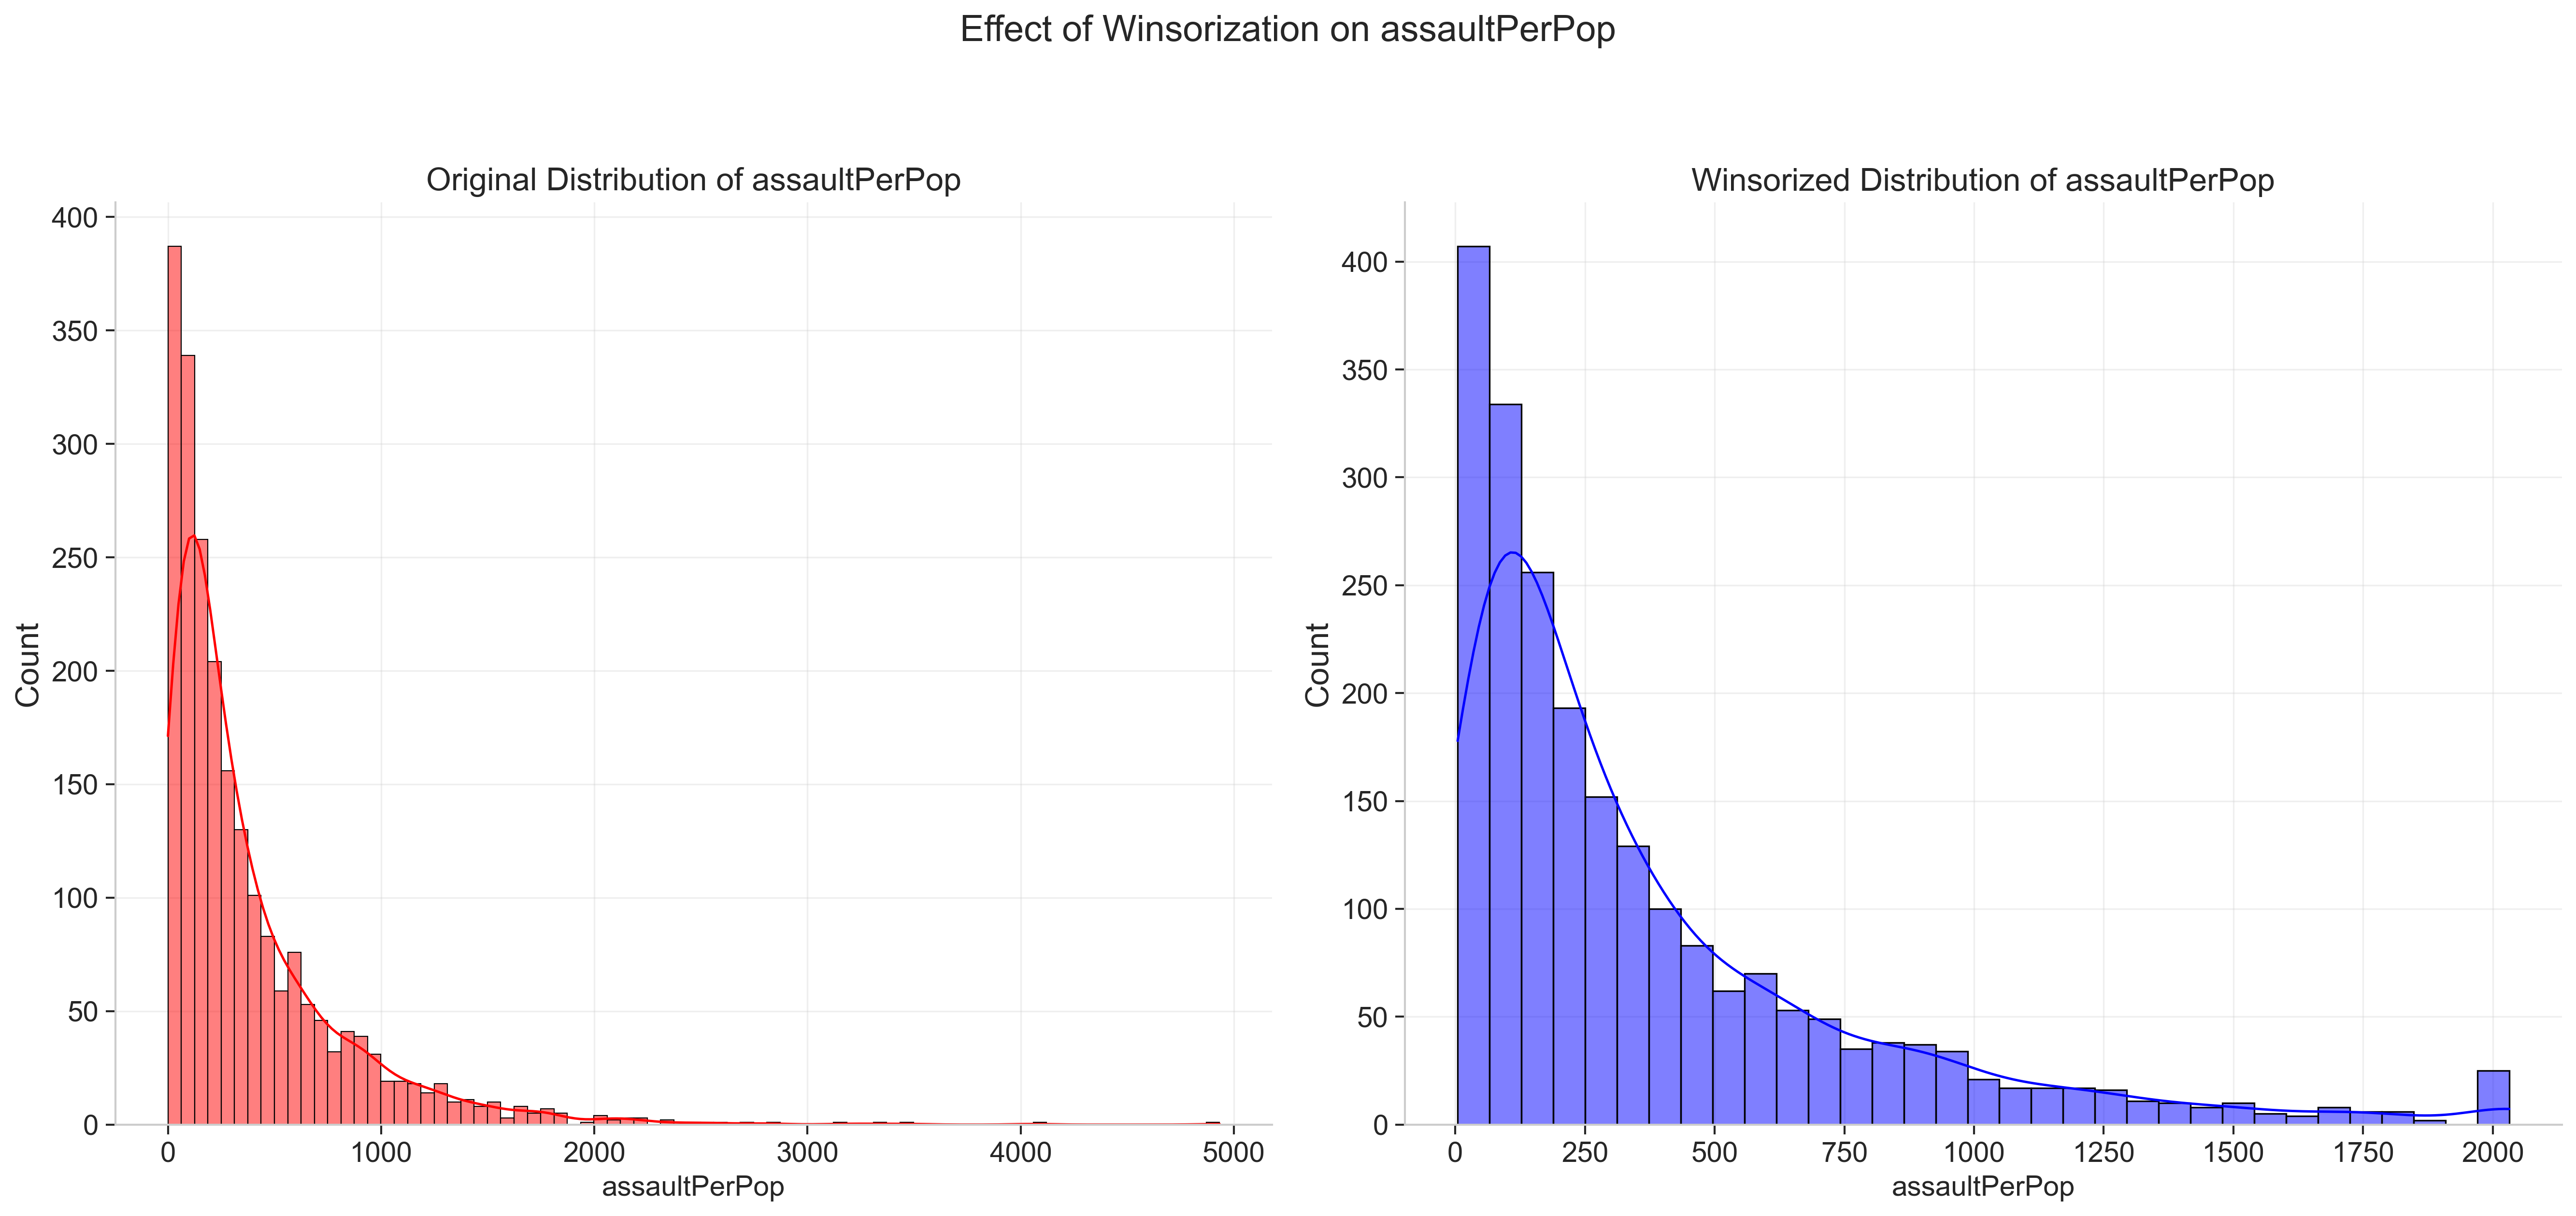 Effect of Winsorization on assaultPerPop
Original Distribution of assaultPerPop
400
350
300
250
200
150
100
50
0
Count
0 1000 2000 3000 4000 5000
assaultPerPop
Winsorized Distribution of assaultPerPop
400
350
300
250
200
150
100
50
0
Count
0 250 500 750 1000 1250 1500 1750 2000
assaultPerPop